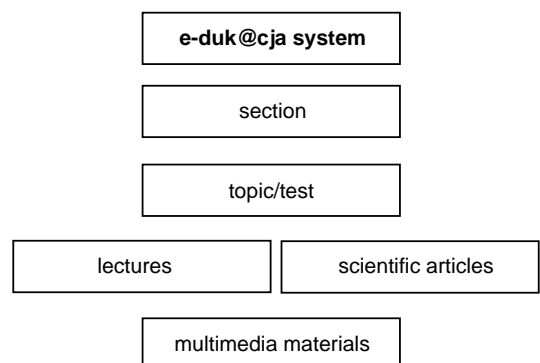 e-duk@cja system
section
topic/test
lectures
scientific articles
multimedia materials